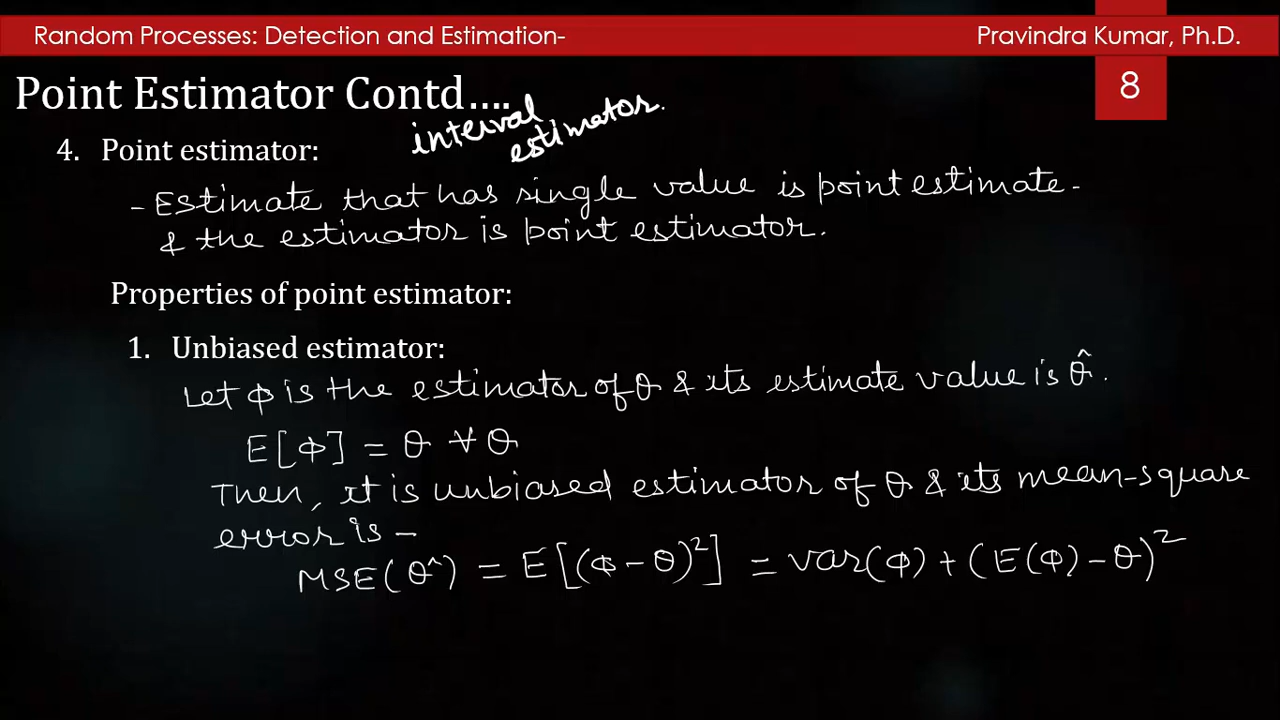 Random Processes: Detection and Estimation-
Pravindra Kumar, Ph.D.
Point Estimator Contd....
8
interval
estimator.
4. Point estimator:
- Estimate that has single value is point estimate -
& the estimator is point estimator.
Properties of point estimator:
1. Unbiased estimator:
Let ϕ is the estimator of θ & its estimate value is θ̂.
E[ϕ] = θ ∀ θ
Then, it is unbiased estimator of θ & its mean-square
error is -
MSE(θ^) = E[(ϕ - θ)²] = var(ϕ) + (E(ϕ) - θ)²